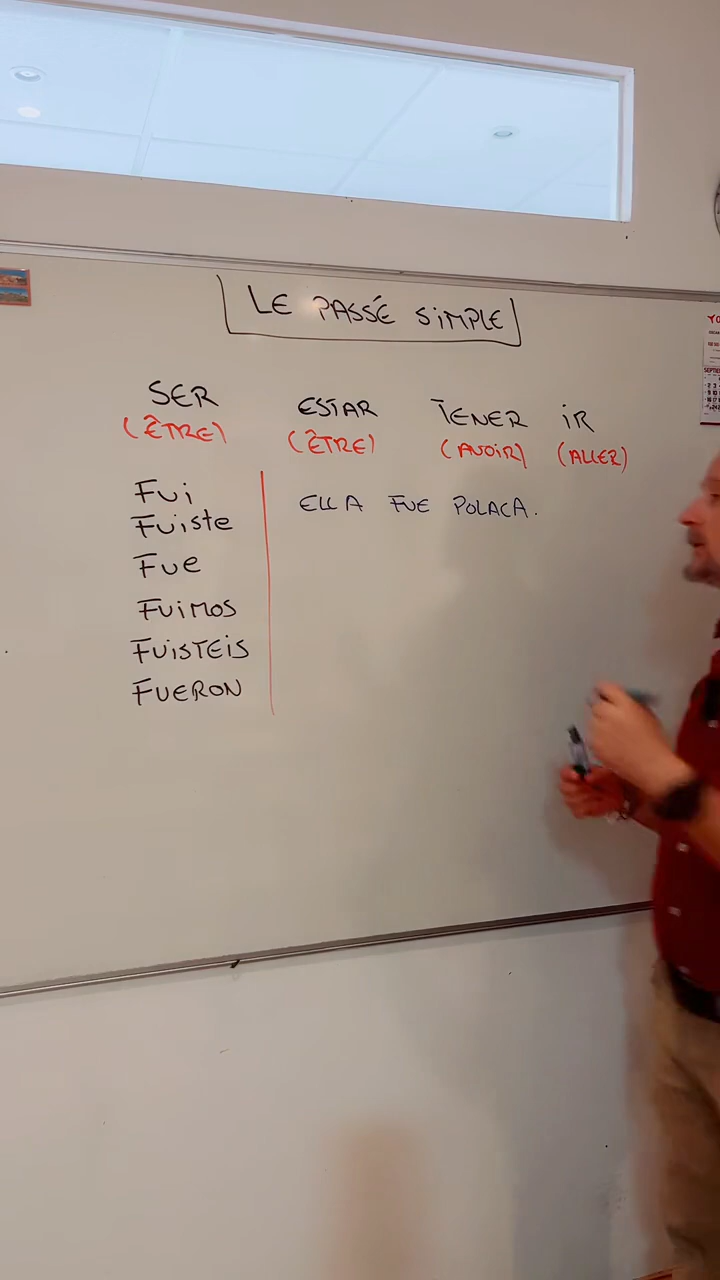 LE PASSÉ SIMPLE
SER ESTAR TENER iR
(ÊTRE) (ÊTRE) (AVOIR) (ALLER)
Fui
Fuiste
Fue
Fuimos
FuisTEiS
FUERON
ELLA FUE POLACA.
SEPTIE